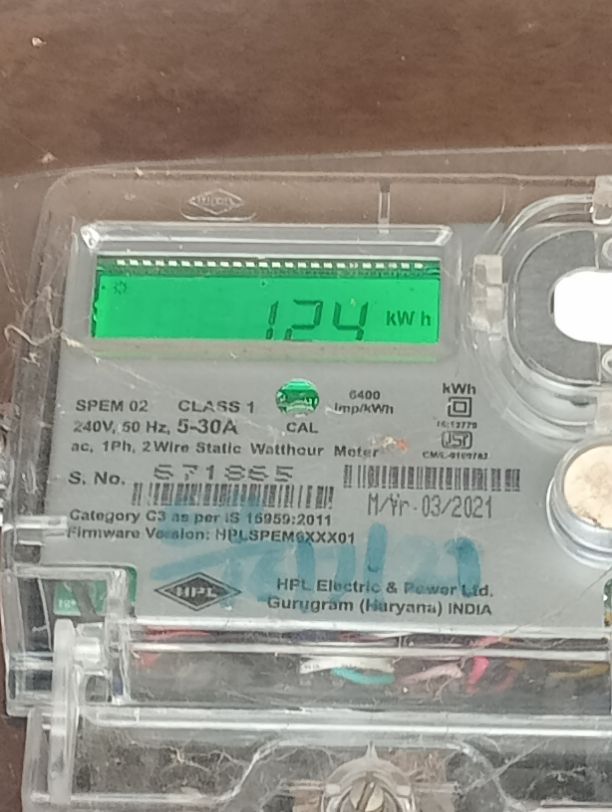 124 kWh
SPEM 02 CLASS 1 6400 imp/kWh kWh
240V, 50 Hz, 5-30A CAL
ac, 1Ph, 2Wire Static Watthour Meter
S. No. 671865
M/Yr-03/2021
Category C3 as per IS 15959:2011
Firmware Version: HPLSPEM6XXX01
HPL
HPL Electric & Power Ltd.
Gurugram (Haryana) INDIA